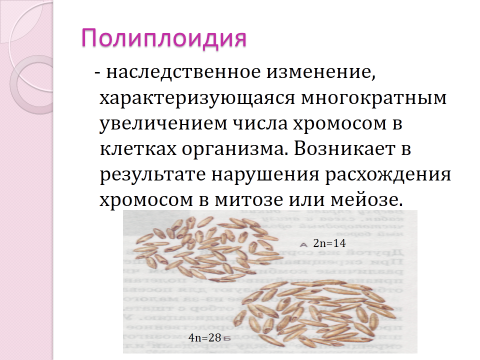 Полиплоидия
- наследственное изменение,
характеризующаяся многократным
увеличением числа хромосом в
клетках организма. Возникает в
результате нарушения расхождения
хромосом в митозе или мейозе.
2n=14
4n=28